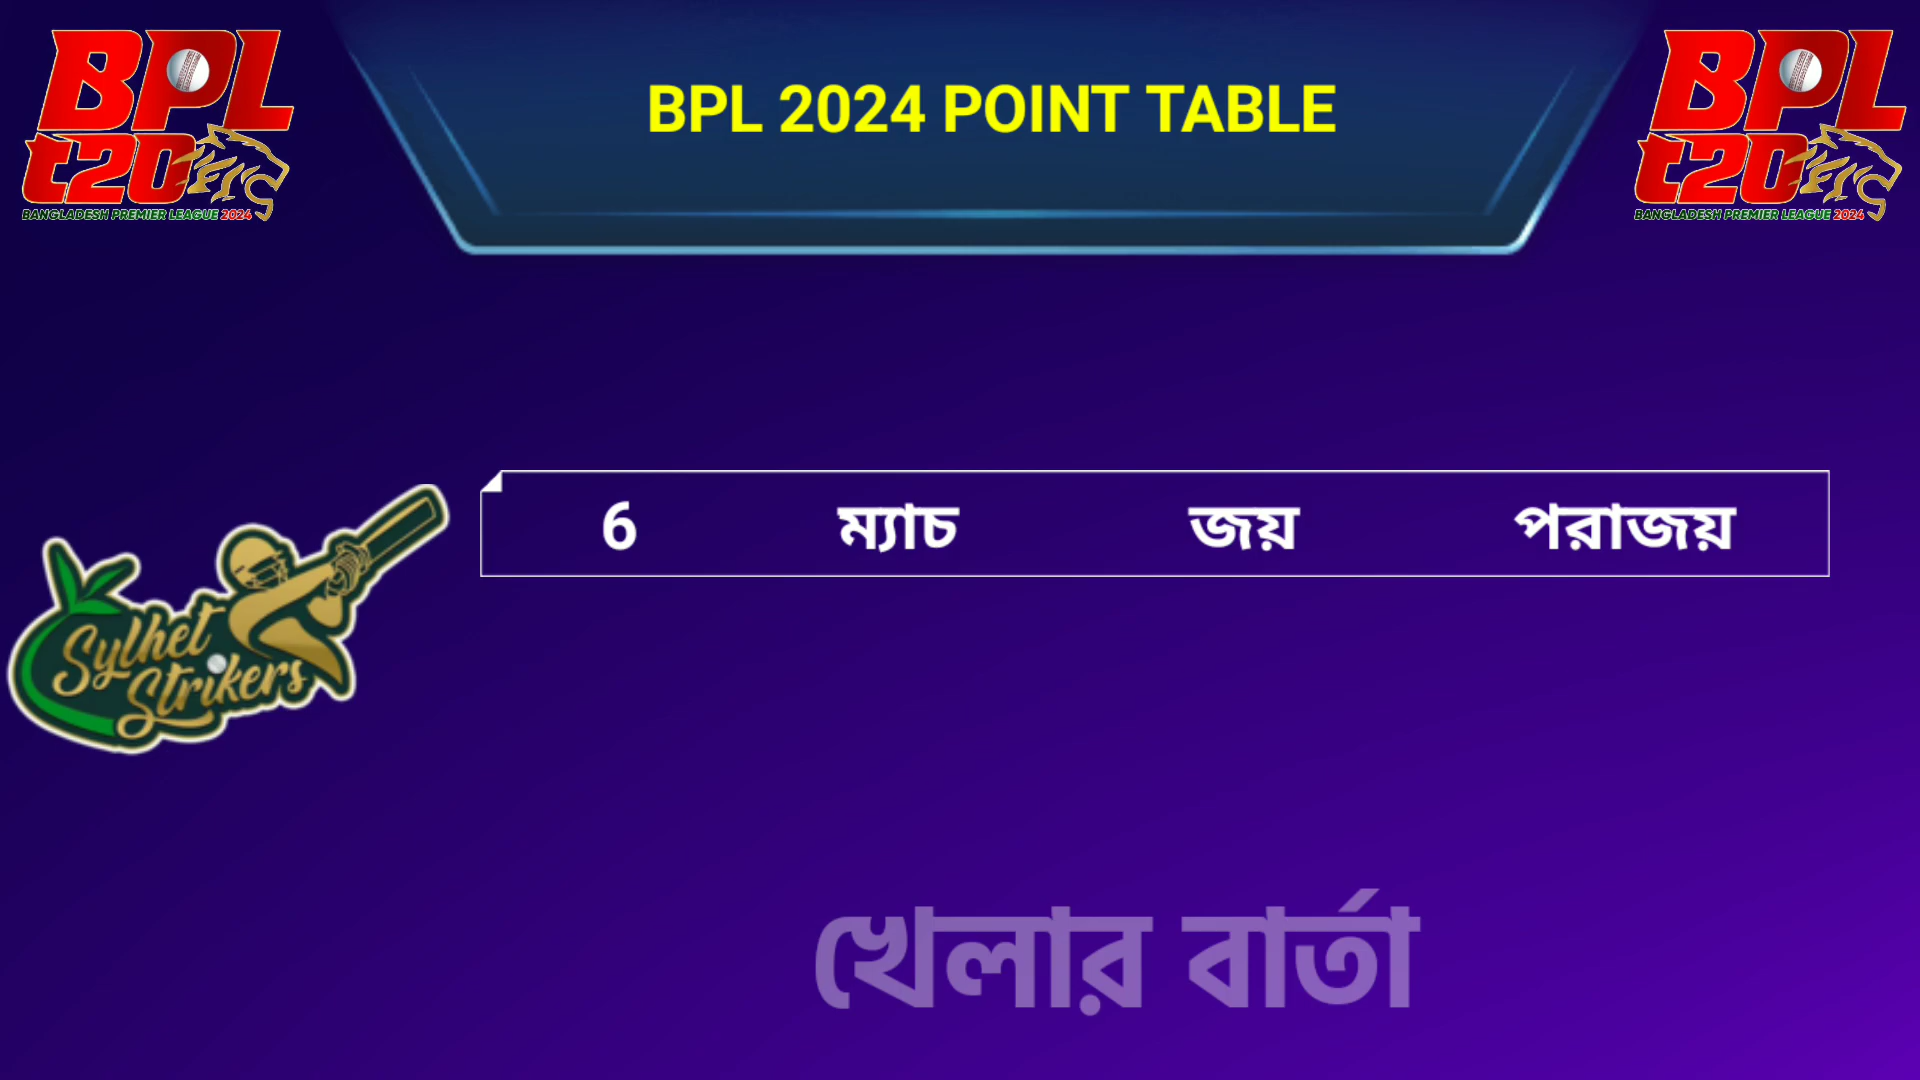 BPL
t20
BANGLADESH PREMIER LEAGUE 2024
BPL 2024 POINT TABLE
BPL
t20
BANGLADESH PREMIER LEAGUE 2024
6 ম্যাচ জয় পরাজয়
Sylhet
Strikers
খেলার বার্তা